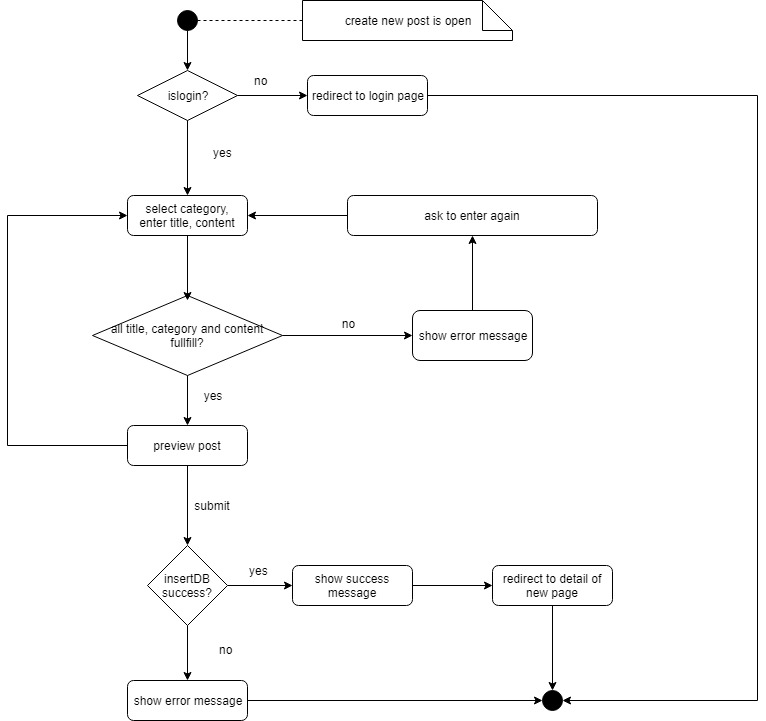 create new post is open
islogin?
no
redirect to login page
yes
select category,
enter title, content
ask to enter again
all title, category and content
fullfill?
no
show error message
yes
preview post
submit
insertDB
success?
yes
show success
message
redirect to detail of
new page
no
show error message